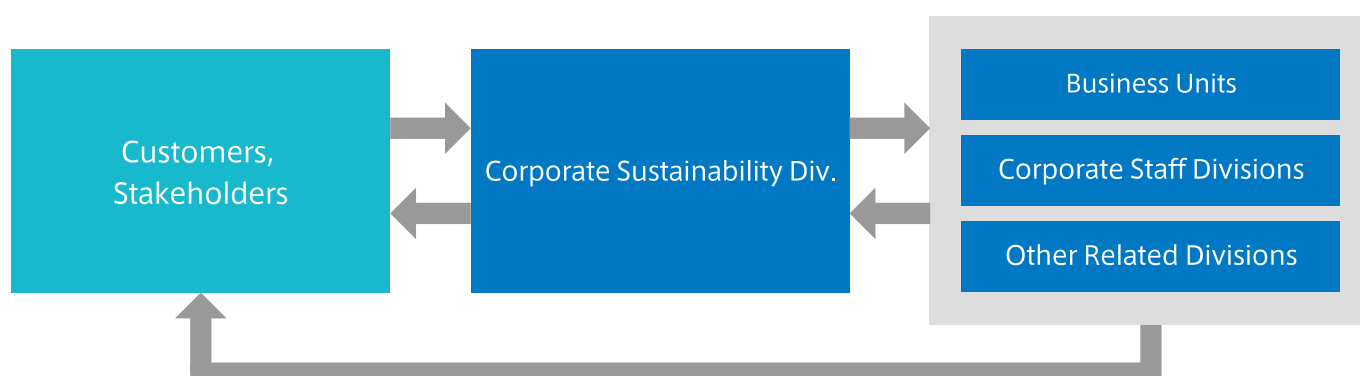 Customers,
Stakeholders
Corporate Sustainability Div.
Business Units
Corporate Staff Divisions
Other Related Divisions